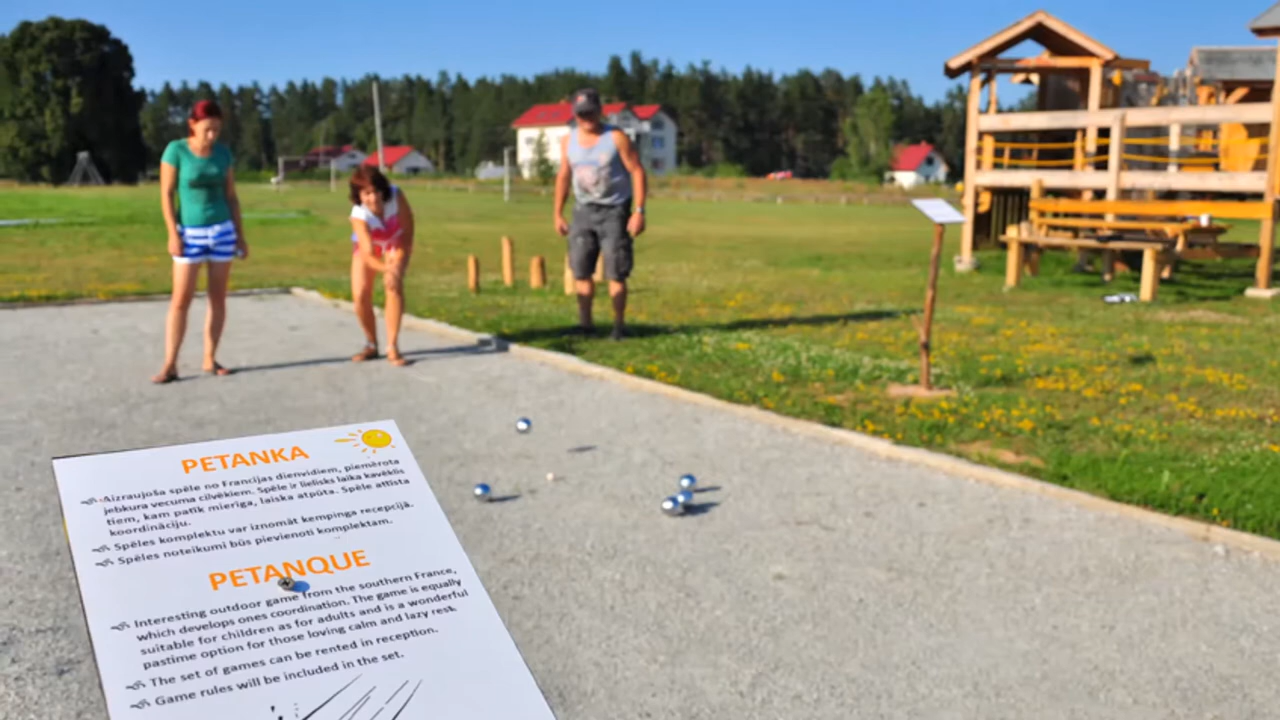 PETANKA
Aizraujoša spēle no Francijas dienvidiem, piemērota
jebkura vecuma cilvēkiem. Spēle ir lielisks laika kavēklis
tiem, kam patīk mierīga, laiska atpūta. Spēle attīsta
koordināciju.
Spēles komplektu var iznomāt kempinga recepcijā.
Spēles noteikumi būs pievienoti komplektam.
PETANQUE
Interesting outdoor game from the southern France,
which develops ones coordination. The game is equally
suitable for children as for adults and is a wonderful
pastime option for those loving calm and lazy rest.
The set of games can be rented in reception.
Game rules will be included in the set.